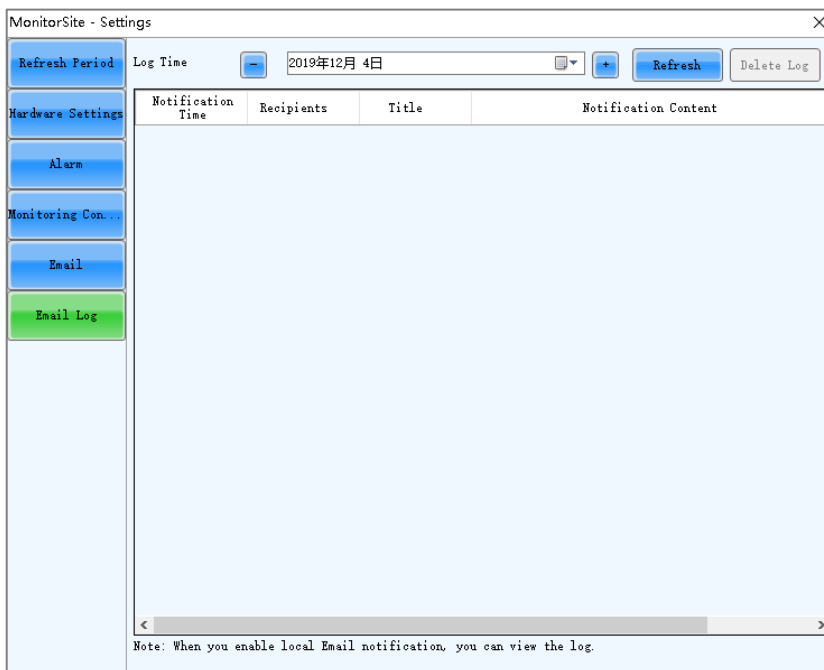 MonitorSite - Settings
Refresh Period
Log Time
−
2019年12月 4日
+
Refresh
Delete Log
Hardware Settings
Notification
Time
Recipients
Title
Notification Content
Alarm
Monitoring Con...
Email
Email Log
Note: When you enable local Email notification, you can view the log.